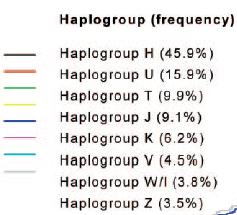 Haplogroup (frequency)
Haplogroup H (45.9%)
Haplogroup U (15.9%)
Haplogroup T (9.9%)
Haplogroup J (9.1%)
Haplogroup K (6.2%)
Haplogroup V (4.5%)
Haplogroup W/I (3.8%)
Haplogroup Z (3.5%)